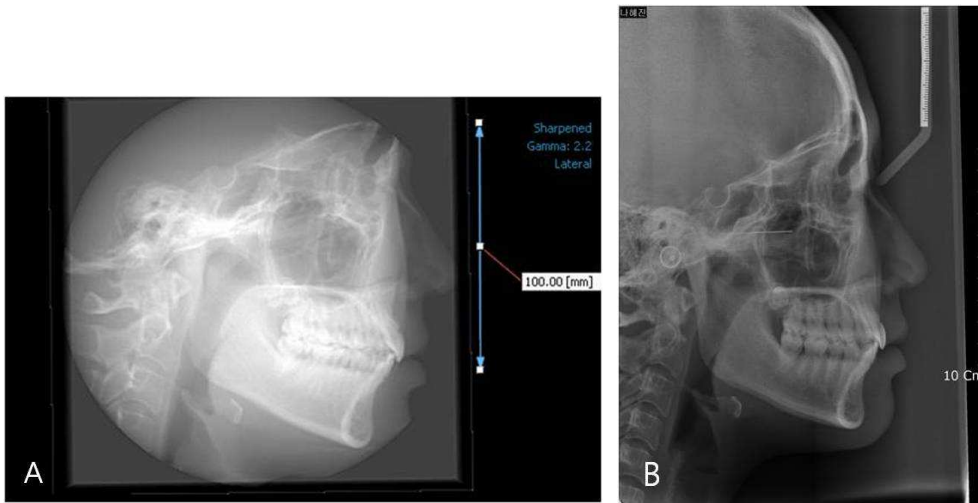 나혜진
Sharpened
Gamma: 2.2
Lateral
100.00 [mm]
10 Cm
A
B